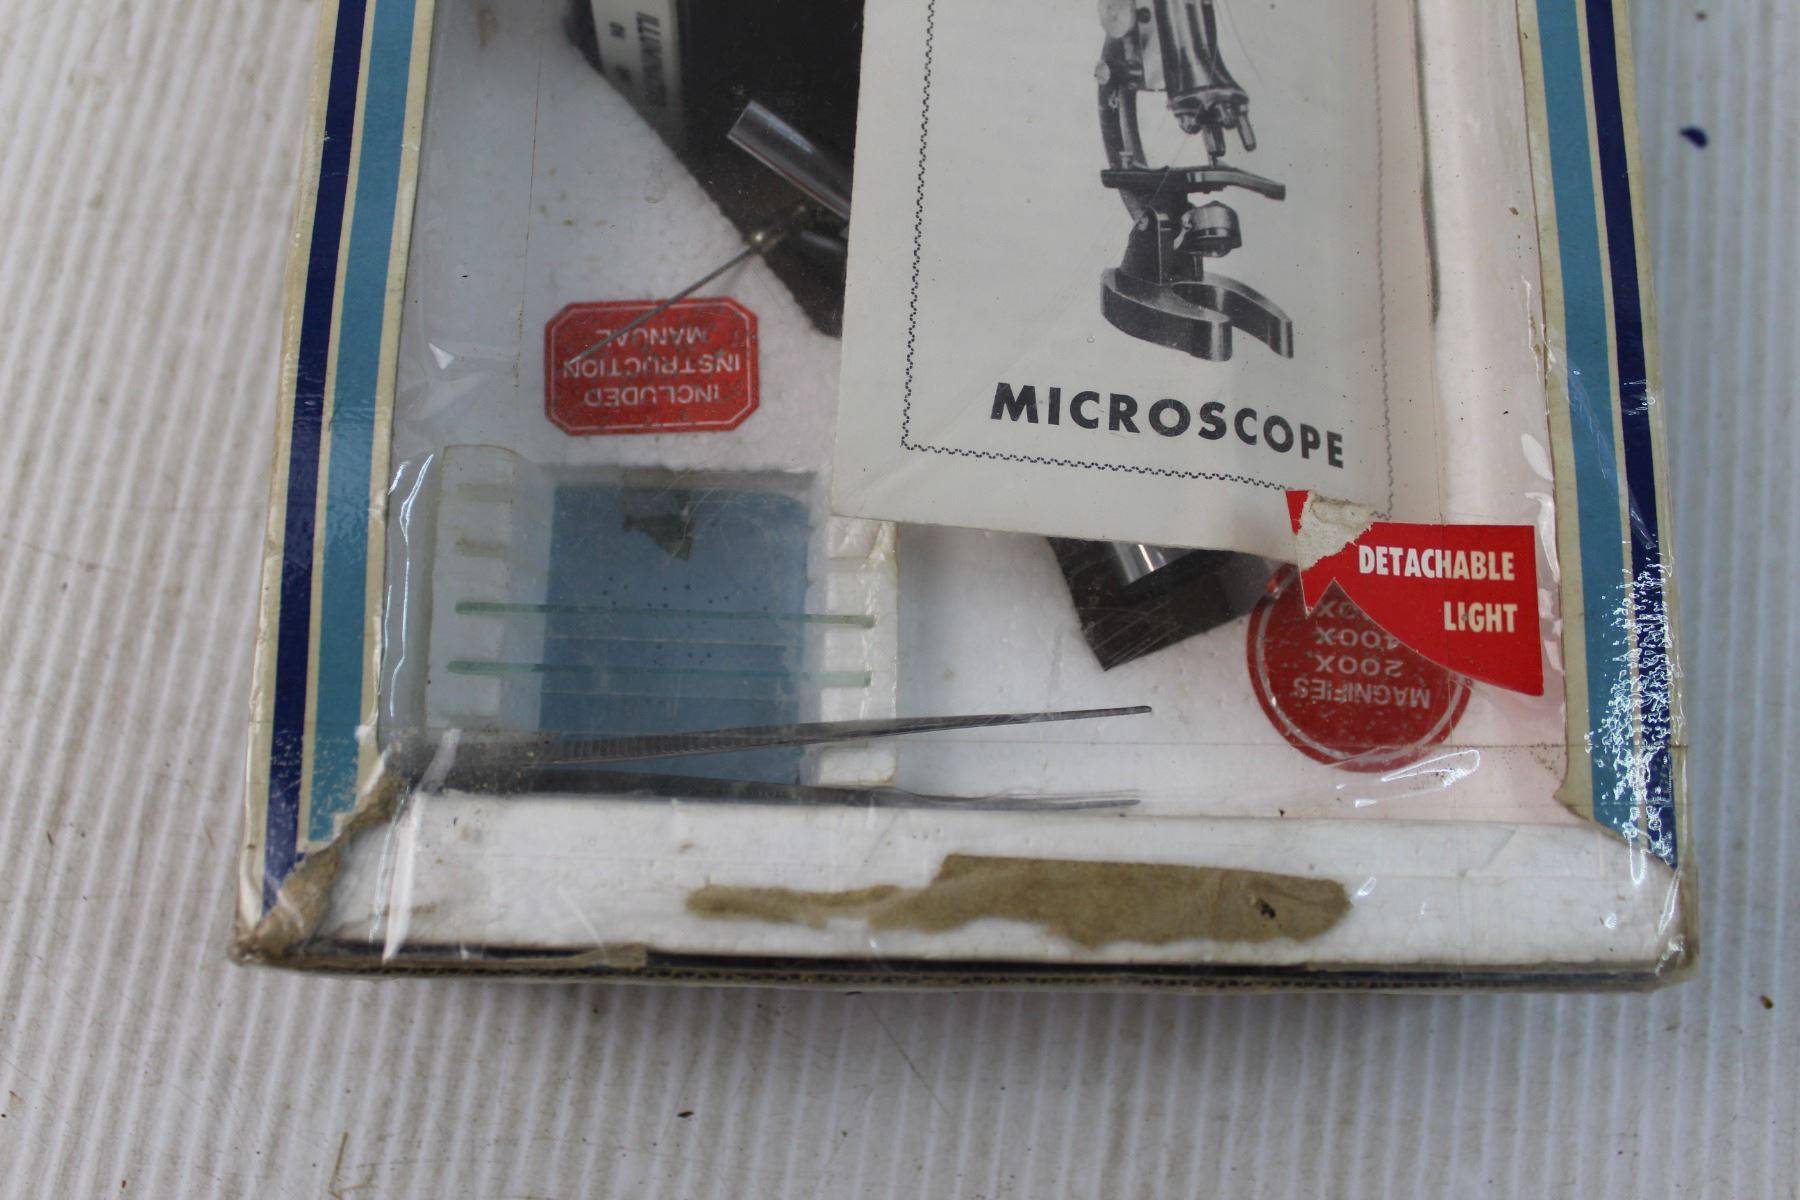 MICROSCOPE
DETACHABLE
LIGHT
INCLUDED
INSTRUCTION
MANUAL
MAGNIFIES
200X
400X